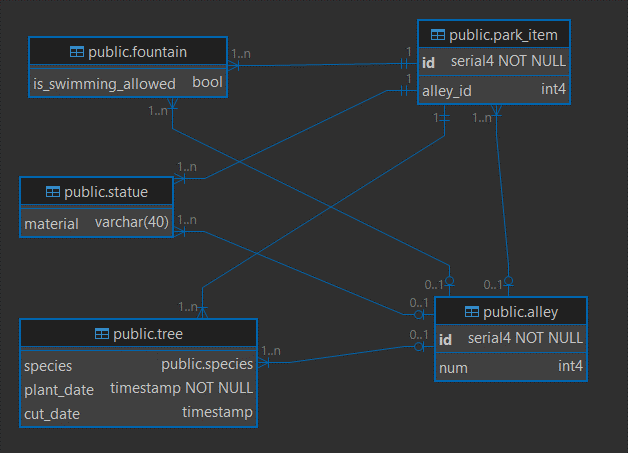 public.fountain
is_swimming_allowed bool
public.park_item
id serial4 NOT NULL
alley_id int4
1..n
1
1
1
1..n
1..n
1..n
public.statue
material varchar(40)
1..n
1..n
0..1
0..1
0..1
0..1
public.alley
id serial4 NOT NULL
num int4
1..n
public.tree
species public.species
plant_date timestamp NOT NULL
cut_date timestamp
1..n